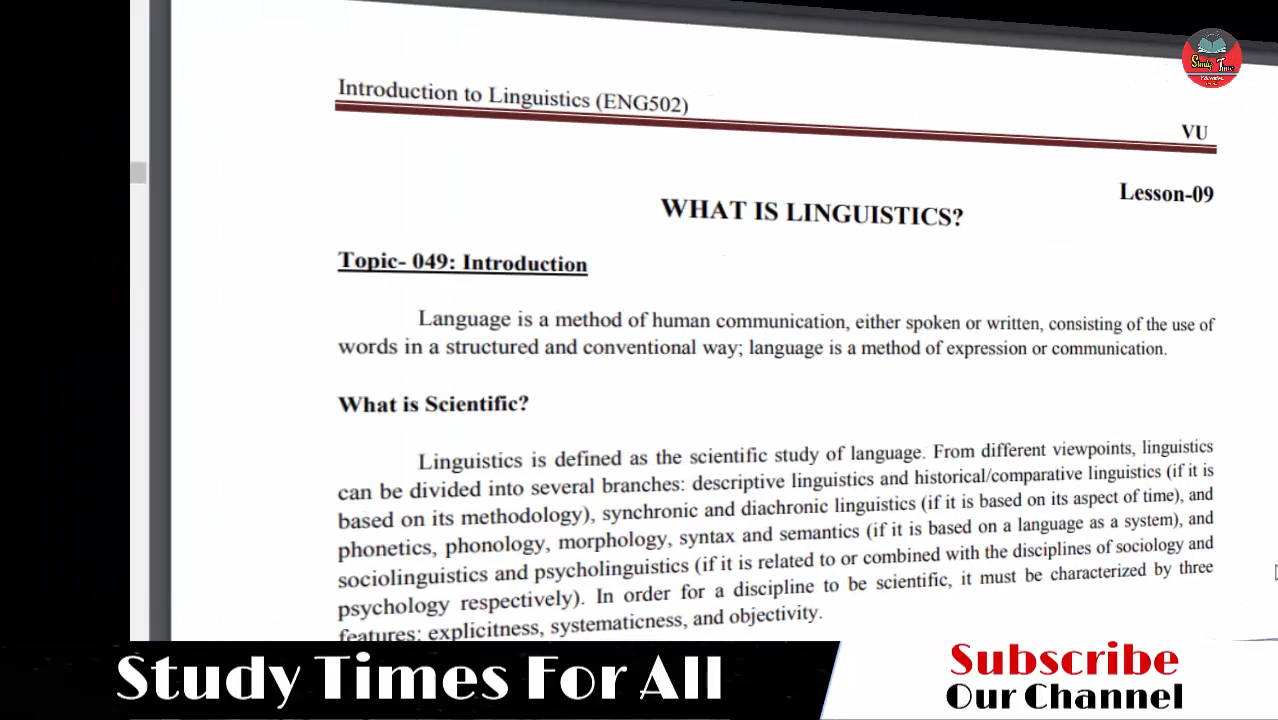 Study Time
Introduction to Linguistics (ENG502)
VU
Lesson-09
WHAT IS LINGUISTICS?
Topic- 049: Introduction
Language is a method of human communication, either spoken or written, consisting of the use of
words in a structured and conventional way; language is a method of expression or communication.
What is Scientific?
Linguistics is defined as the scientific study of language. From different viewpoints, linguistics
can be divided into several branches: descriptive linguistics and historical/comparative linguistics (if it is
based on its methodology), synchronic and diachronic linguistics (if it is based on its aspect of time), and
phonetics, phonology, morphology, syntax and semantics (if it is based on a language as a system), and
sociolinguistics and psycholinguistics (if it is related to or combined with the disciplines of sociology and
psychology respectively). In order for a discipline to be scientific, it must be characterized by three
features: explicitness, systematicness, and objectivity.
Study Times For All
Subscribe
Our Channel